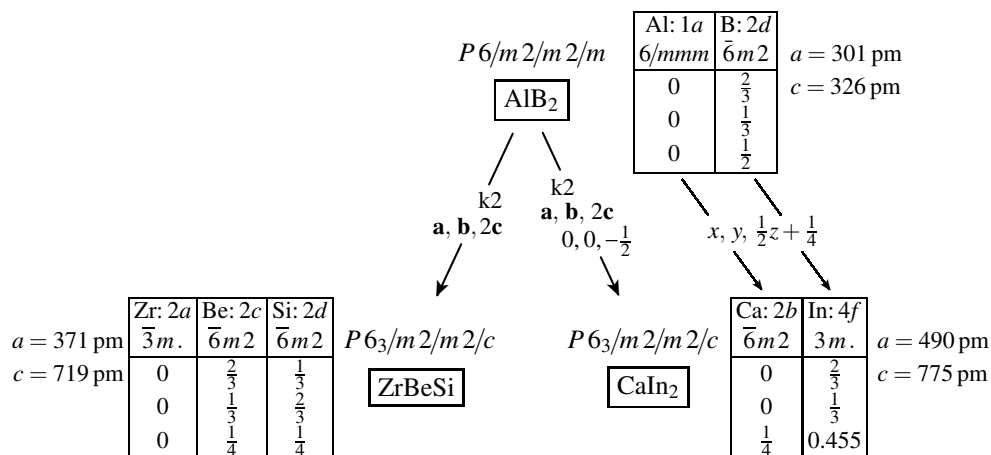 P 6/m 2/m 2/m
AlB₂
Al: 1a B: 2d
6/mmm 6̅m2
0 2/3
0 1/3
0 1/2
a = 301 pm
c = 326 pm
k2
a, b, 2c
k2
a, b, 2c
0, 0, −1/2
x, y, 1/2z + 1/4
a = 371 pm
c = 719 pm
Zr: 2a Be: 2c Si: 2d
3̅m. 6̅m2 6̅m2
0 2/3 1/3
0 1/3 2/3
0 1/4 1/4
P 6₃/m 2/m 2/c
ZrBeSi
P 6₃/m 2/m 2/c
CaIn₂
Ca: 2b In: 4f
6̅m2 3m.
0 2/3
0 1/3
1/4 0.455
a = 490 pm
c = 775 pm